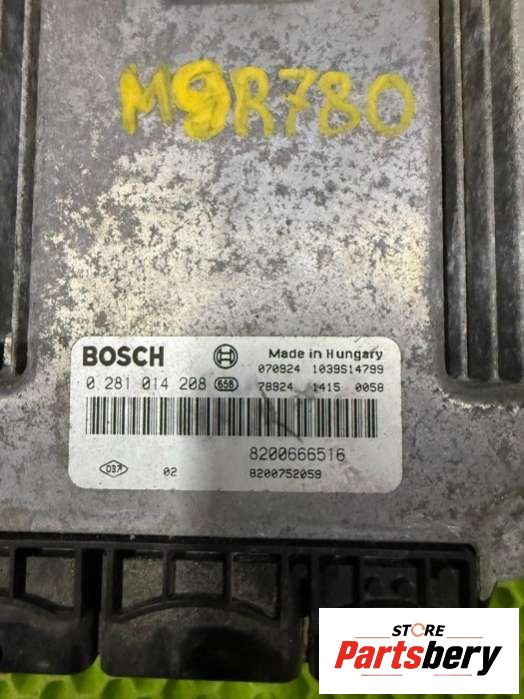 M9R780
BOSCH Made in Hungary
070924 1039S14799
0 281 014 208 658 78924 1415 0058
8200666516
D37 02 8200752059
STORE
Partsbery